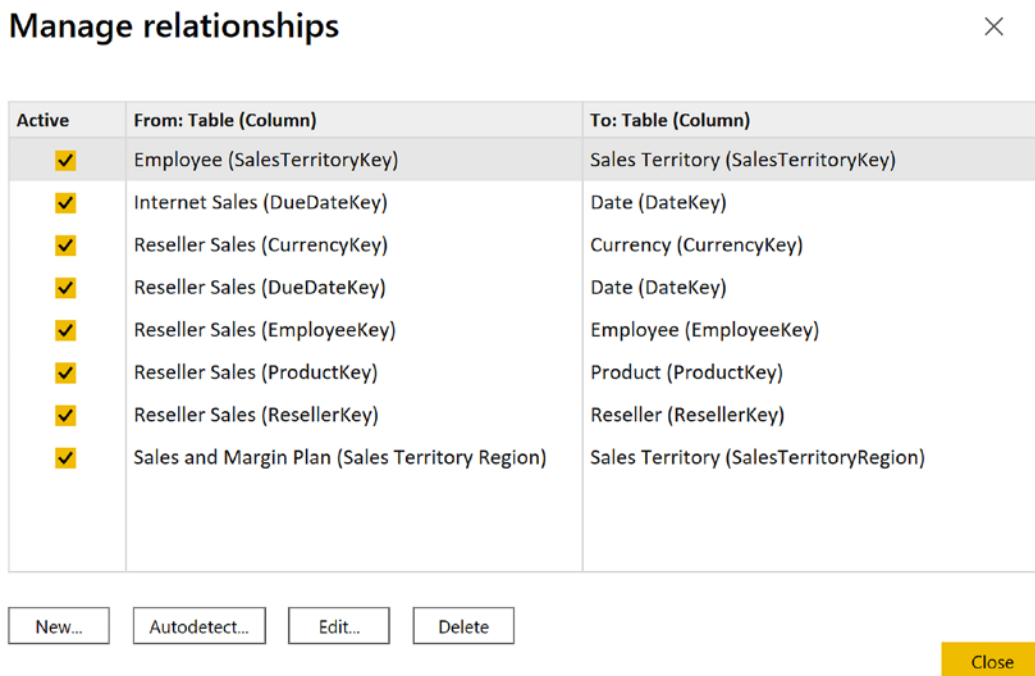 Manage relationships
Active From: Table (Column) To: Table (Column)
Employee (SalesTerritoryKey) Sales Territory (SalesTerritoryKey)
Internet Sales (DueDateKey) Date (DateKey)
Reseller Sales (CurrencyKey) Currency (CurrencyKey)
Reseller Sales (DueDateKey) Date (DateKey)
Reseller Sales (EmployeeKey) Employee (EmployeeKey)
Reseller Sales (ProductKey) Product (ProductKey)
Reseller Sales (ResellerKey) Reseller (ResellerKey)
Sales and Margin Plan (Sales Territory Region) Sales Territory (SalesTerritoryRegion)
New... Autodetect... Edit... Delete
Close